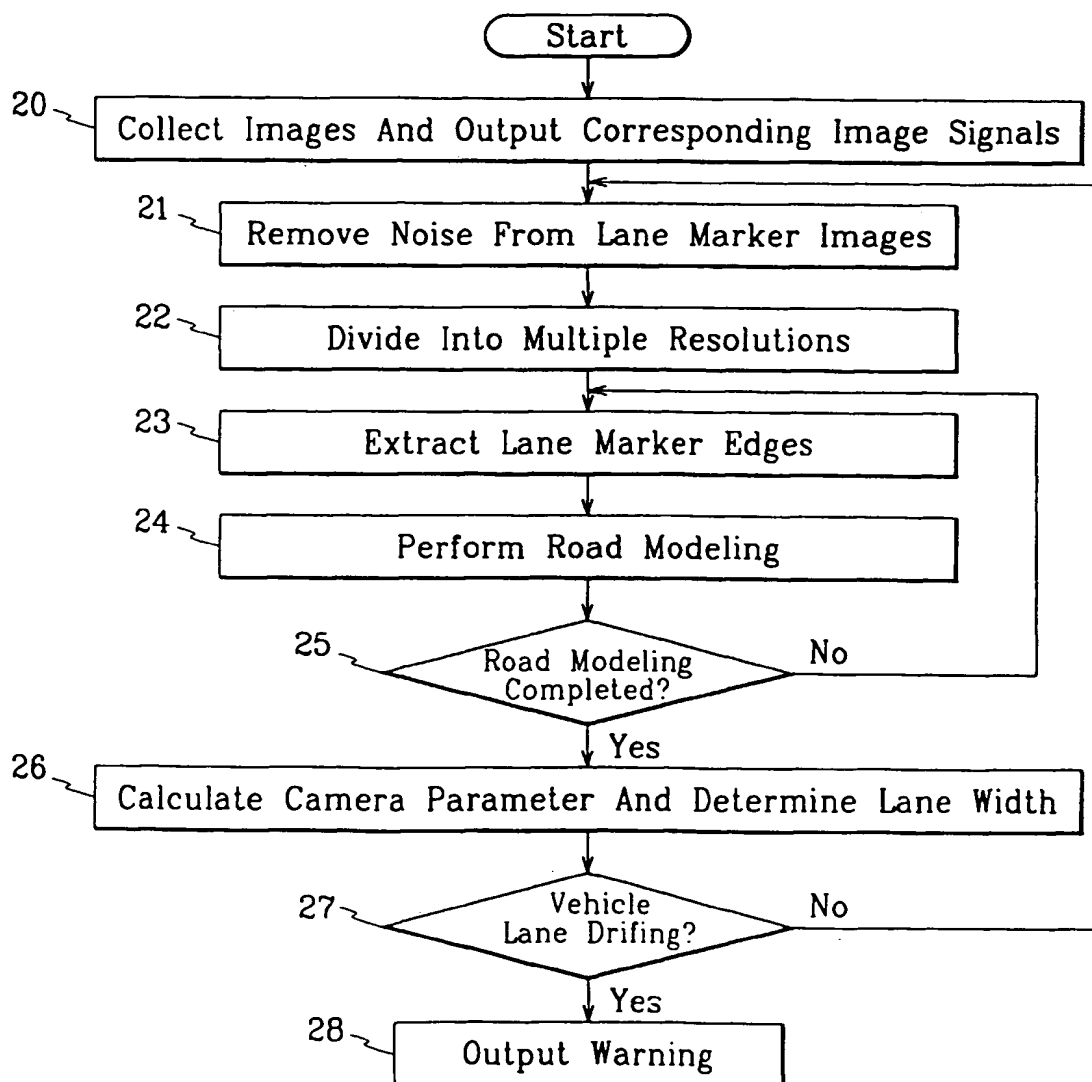 Start
20
Collect Images And Output Corresponding Image Signals
21
Remove Noise From Lane Marker Images
22
Divide Into Multiple Resolutions
23
Extract Lane Marker Edges
24
Perform Road Modeling
25
Road Modeling
Completed?
No
Yes
26
Calculate Camera Parameter And Determine Lane Width
27
Vehicle
Lane Drifing?
No
Yes
28
Output Warning